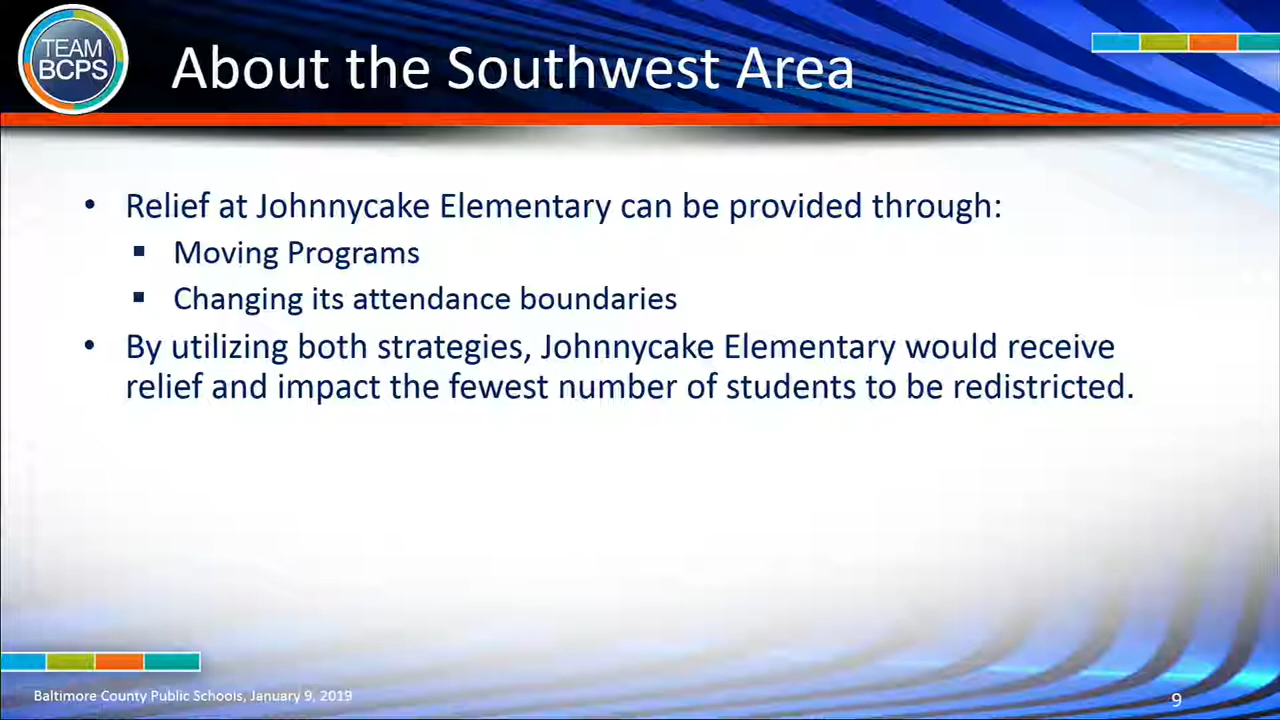 TEAM
BCPS
About the Southwest Area
• Relief at Johnnycake Elementary can be provided through:
▪ Moving Programs
▪ Changing its attendance boundaries
• By utilizing both strategies, Johnnycake Elementary would receive
relief and impact the fewest number of students to be redistricted.
Baltimore County Public Schools, January 9, 2019
9